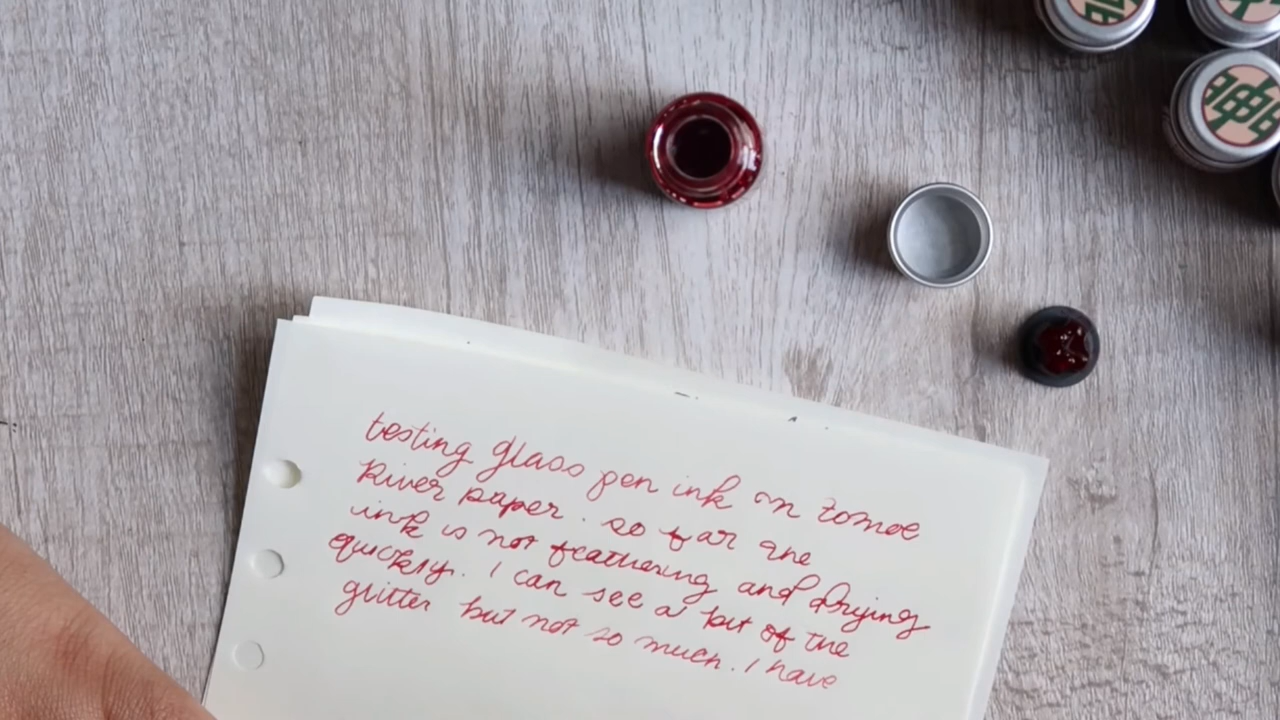 testing glass pen ink on tomoe
River paper. so far the
ink is not feathering and drying
quickly. I can see a bit of the
glitter but not so much. I have